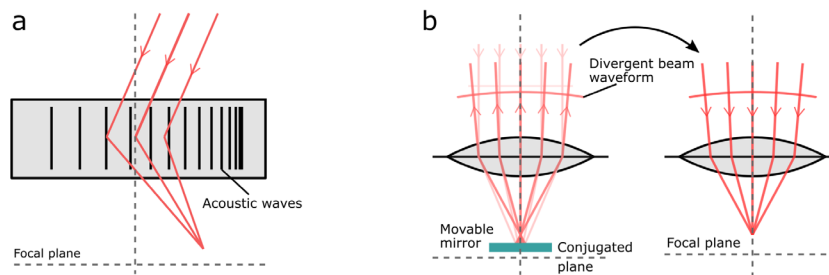 a
Acoustic waves
Focal plane
b
Divergent beam
waveform
Movable
mirror
Conjugated
plane
Focal plane